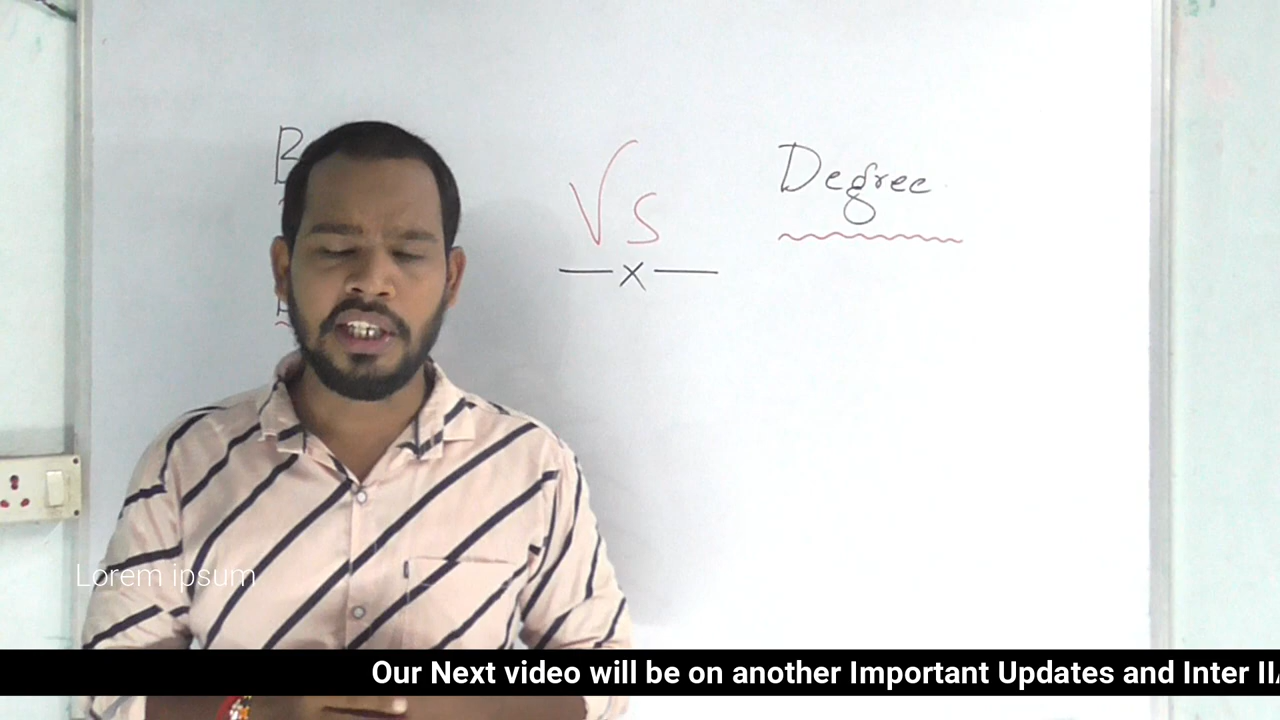 Vs
Degree
x
Lorem ipsum
Our Next video will be on another Important Updates and Inter II